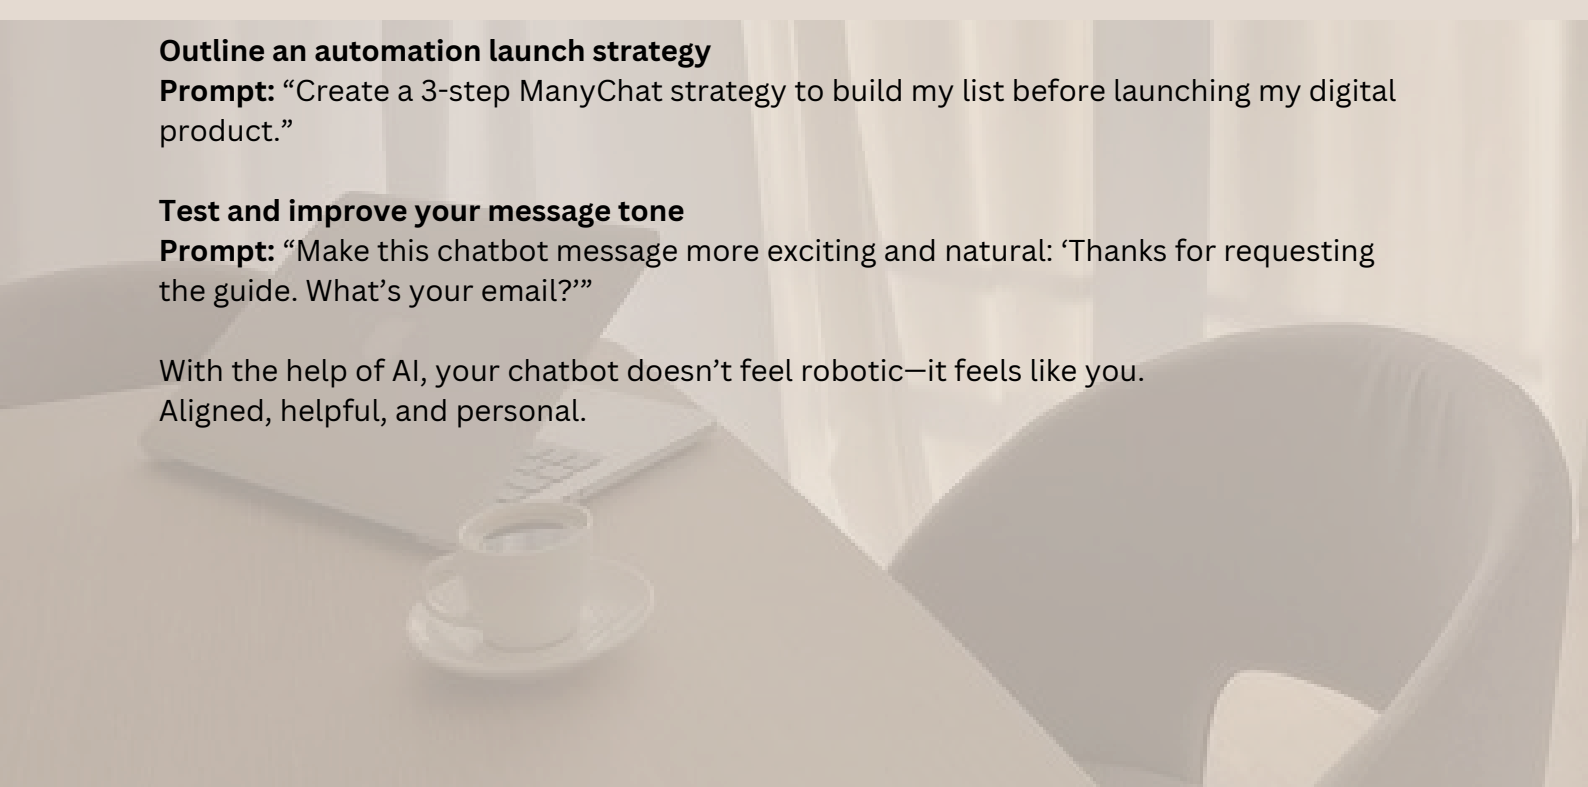 Outline an automation launch strategy
Prompt: “Create a 3-step ManyChat strategy to build my list before launching my digital
product.”
Test and improve your message tone
Prompt: “Make this chatbot message more exciting and natural: ‘Thanks for requesting
the guide. What’s your email?’”
With the help of AI, your chatbot doesn’t feel robotic—it feels like you.
Aligned, helpful, and personal.